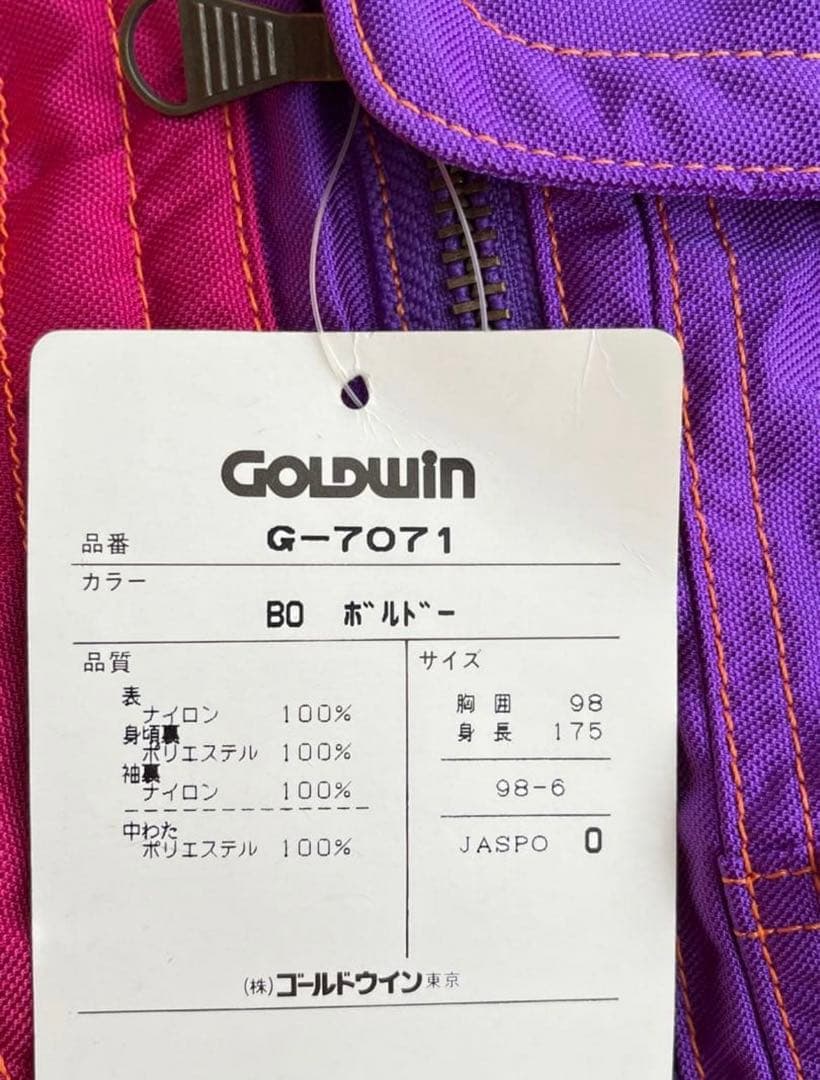 GOLDWIN
品番 G-7071
カラー
BO ボルドー
品質
表
ナイロン 100%
身頃裏
ポリエステル 100%
袖裏
ナイロン 100%
中わた
ポリエステル 100%
サイズ
胸囲 98
身長 175
98-6
JASPO O
(株)ゴールドウイン東京